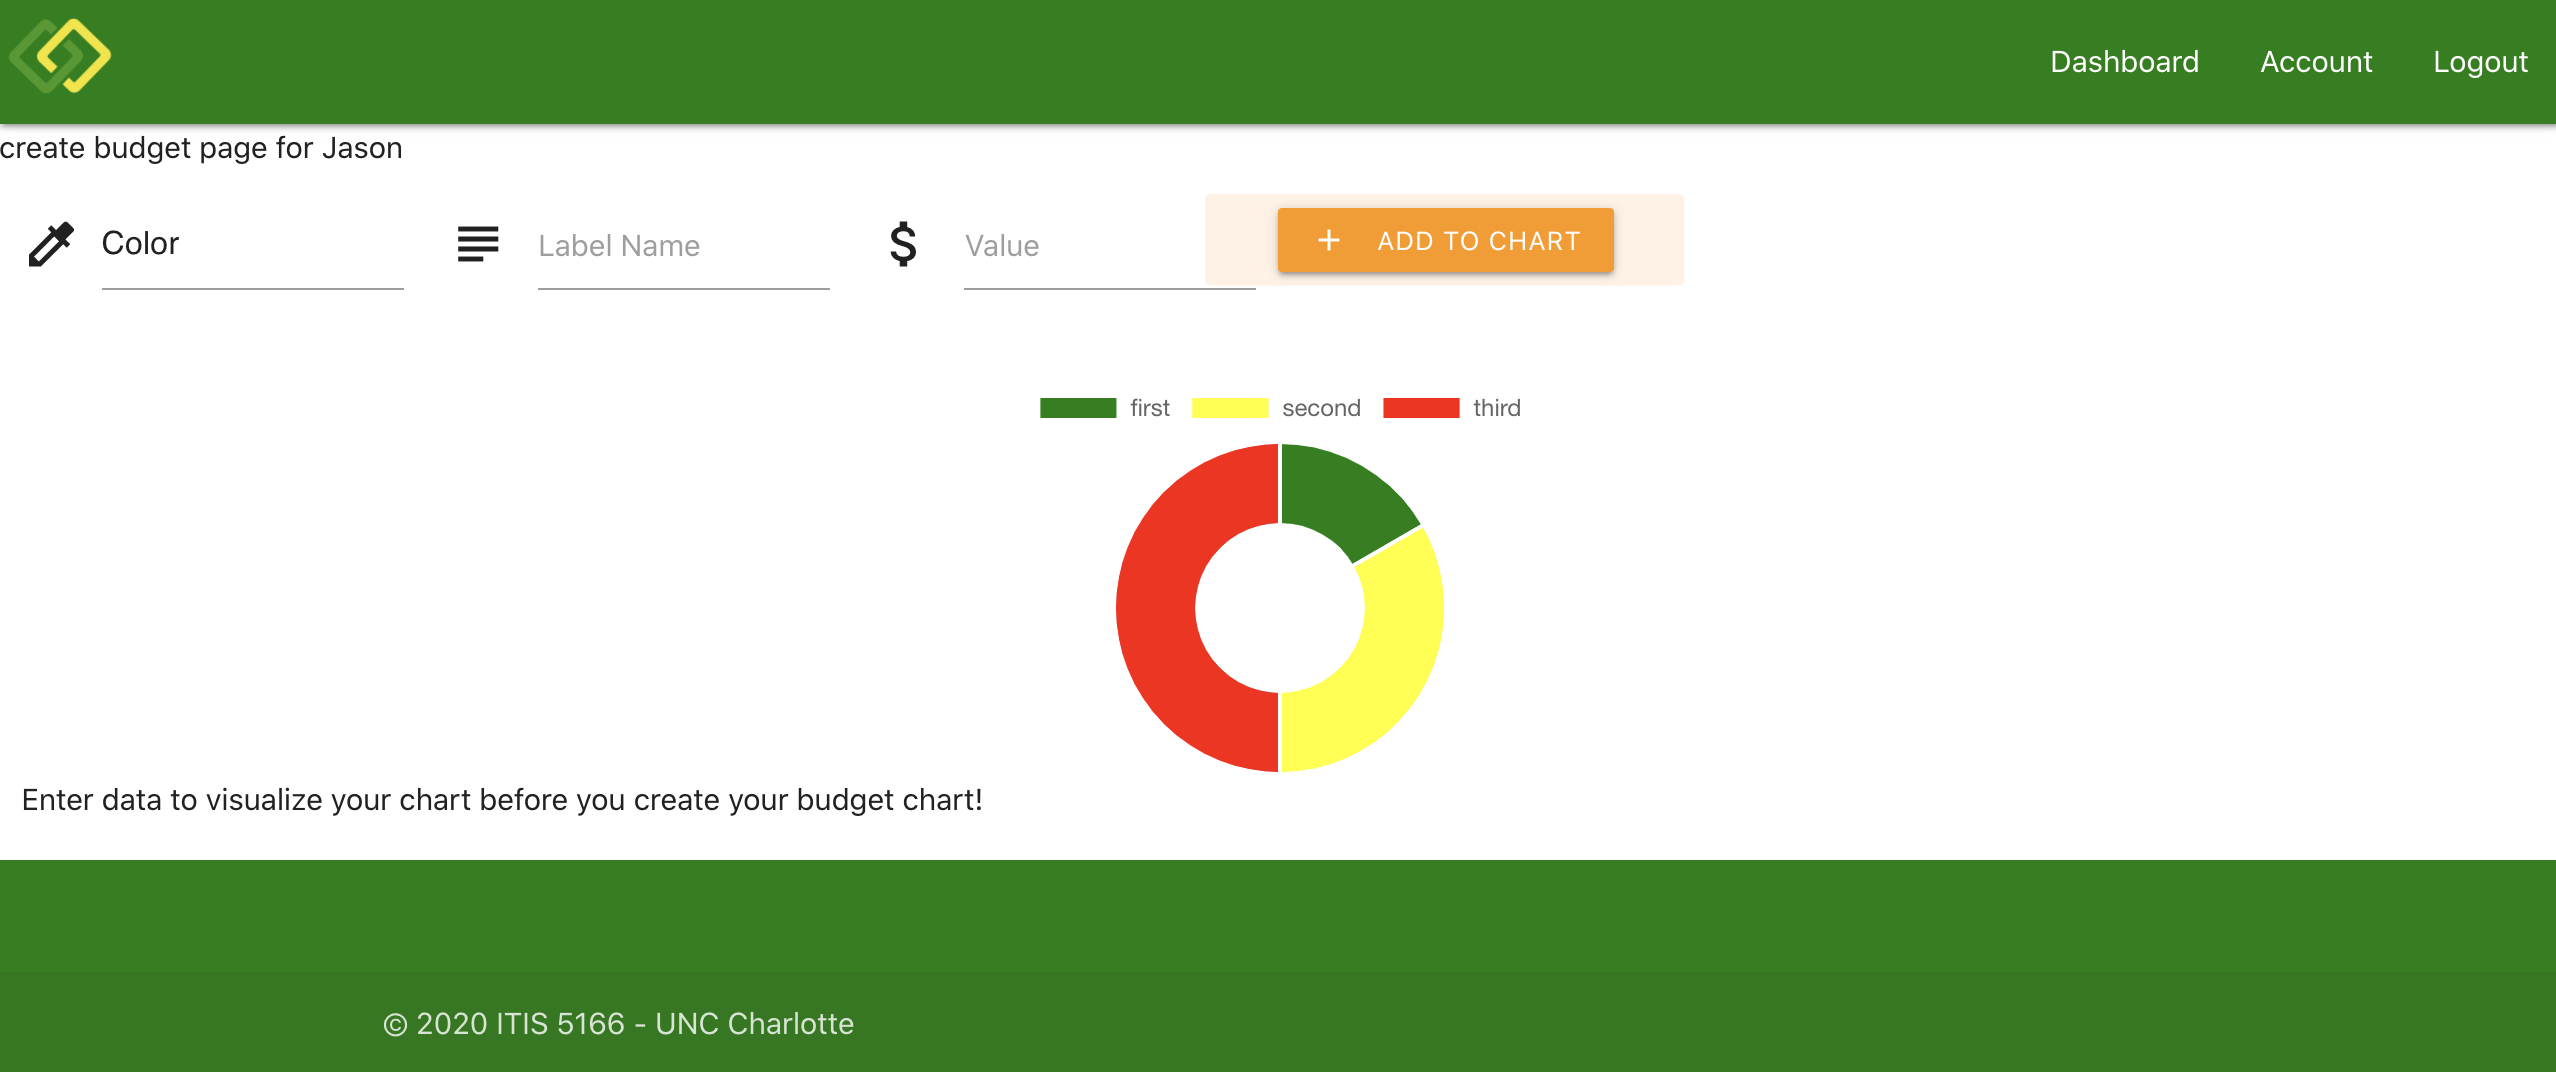 Dashboard Account Logout
create budget page for Jason
Color Label Name $ Value + ADD TO CHART
first second third
Enter data to visualize your chart before you create your budget chart!
© 2020 ITIS 5166 - UNC Charlotte